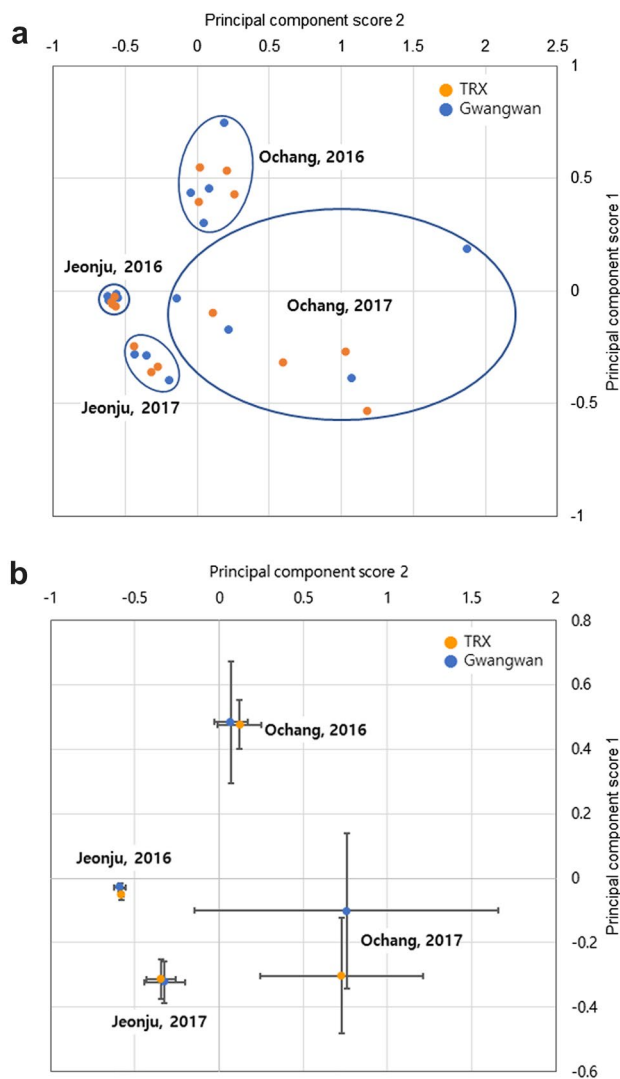 a
Principal component score 2
-1 -0.5 0 0.5 1 1.5 2 2.5
1
TRX
Gwangwan
Ochang, 2016
0.5
Jeonju, 2016
0
Ochang, 2017
Principal component score 1
Jeonju, 2017
-0.5
-1
b
Principal component score 2
-1 -0.5 0 0.5 1 1.5 2
0.8
TRX
Gwangwan
0.6
Ochang, 2016
0.4
0.2
Jeonju, 2016
0
Principal component score 1
Ochang, 2017
-0.2
-0.4
Jeonju, 2017
-0.6